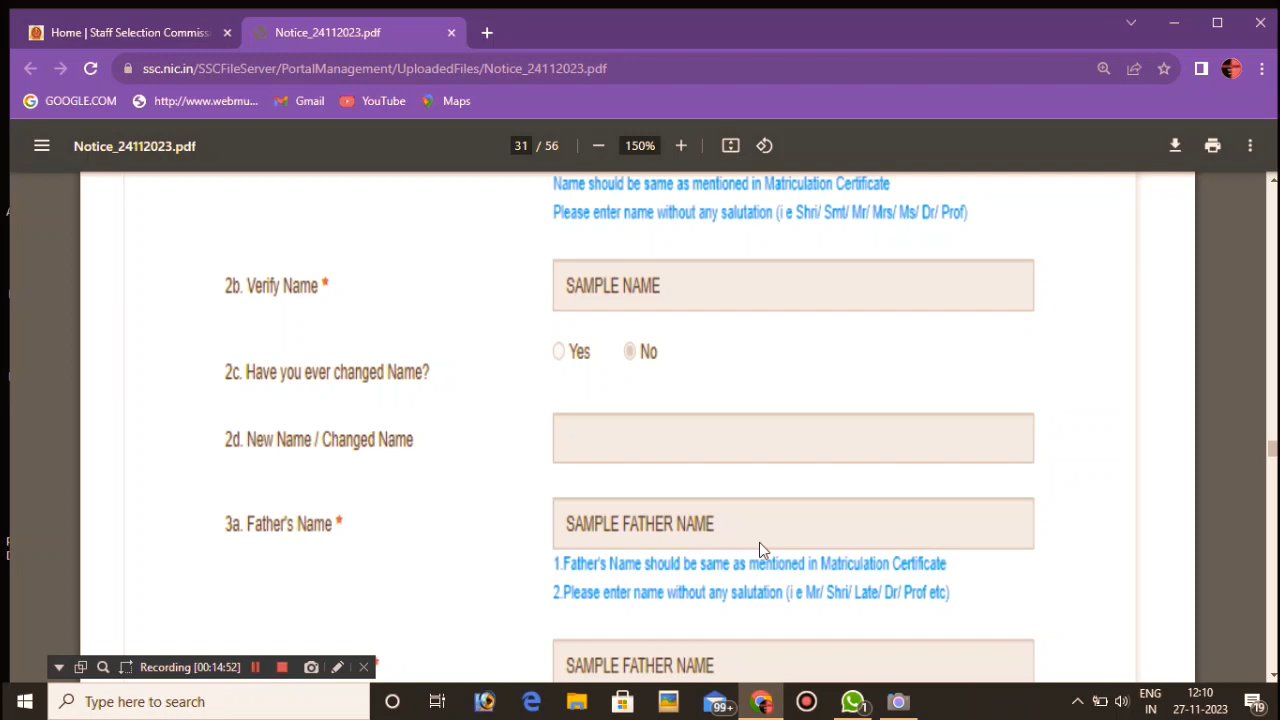 Home | Staff Selection Commiss
Notice_24112023.pdf
ssc.nic.in/SSCFileServer/PortalManagement/UploadedFiles/Notice_24112023.pdf
GOOGLE.COM
http://www.webmu...
Gmail
YouTube
Maps
Notice_24112023.pdf
31 / 56
150%
Name should be same as mentioned in Matriculation Certificate
Please enter name without any salutation (i e Shri/ Smt/ Mr/ Mrs/ Ms/ Dr/ Prof)
2b. Verify Name *
SAMPLE NAME
Yes No
2c. Have you ever changed Name?
2d. New Name / Changed Name
3a. Father's Name *
SAMPLE FATHER NAME
1.Father's Name should be same as mentioned in Matriculation Certificate
2.Please enter name without any salutation (i e Mr/ Shri/ Late/ Dr/ Prof etc)
*
SAMPLE FATHER NAME
Recording [00:14:52]
Type here to search
99+
1
ENG
IN
12:10
27-11-2023
19